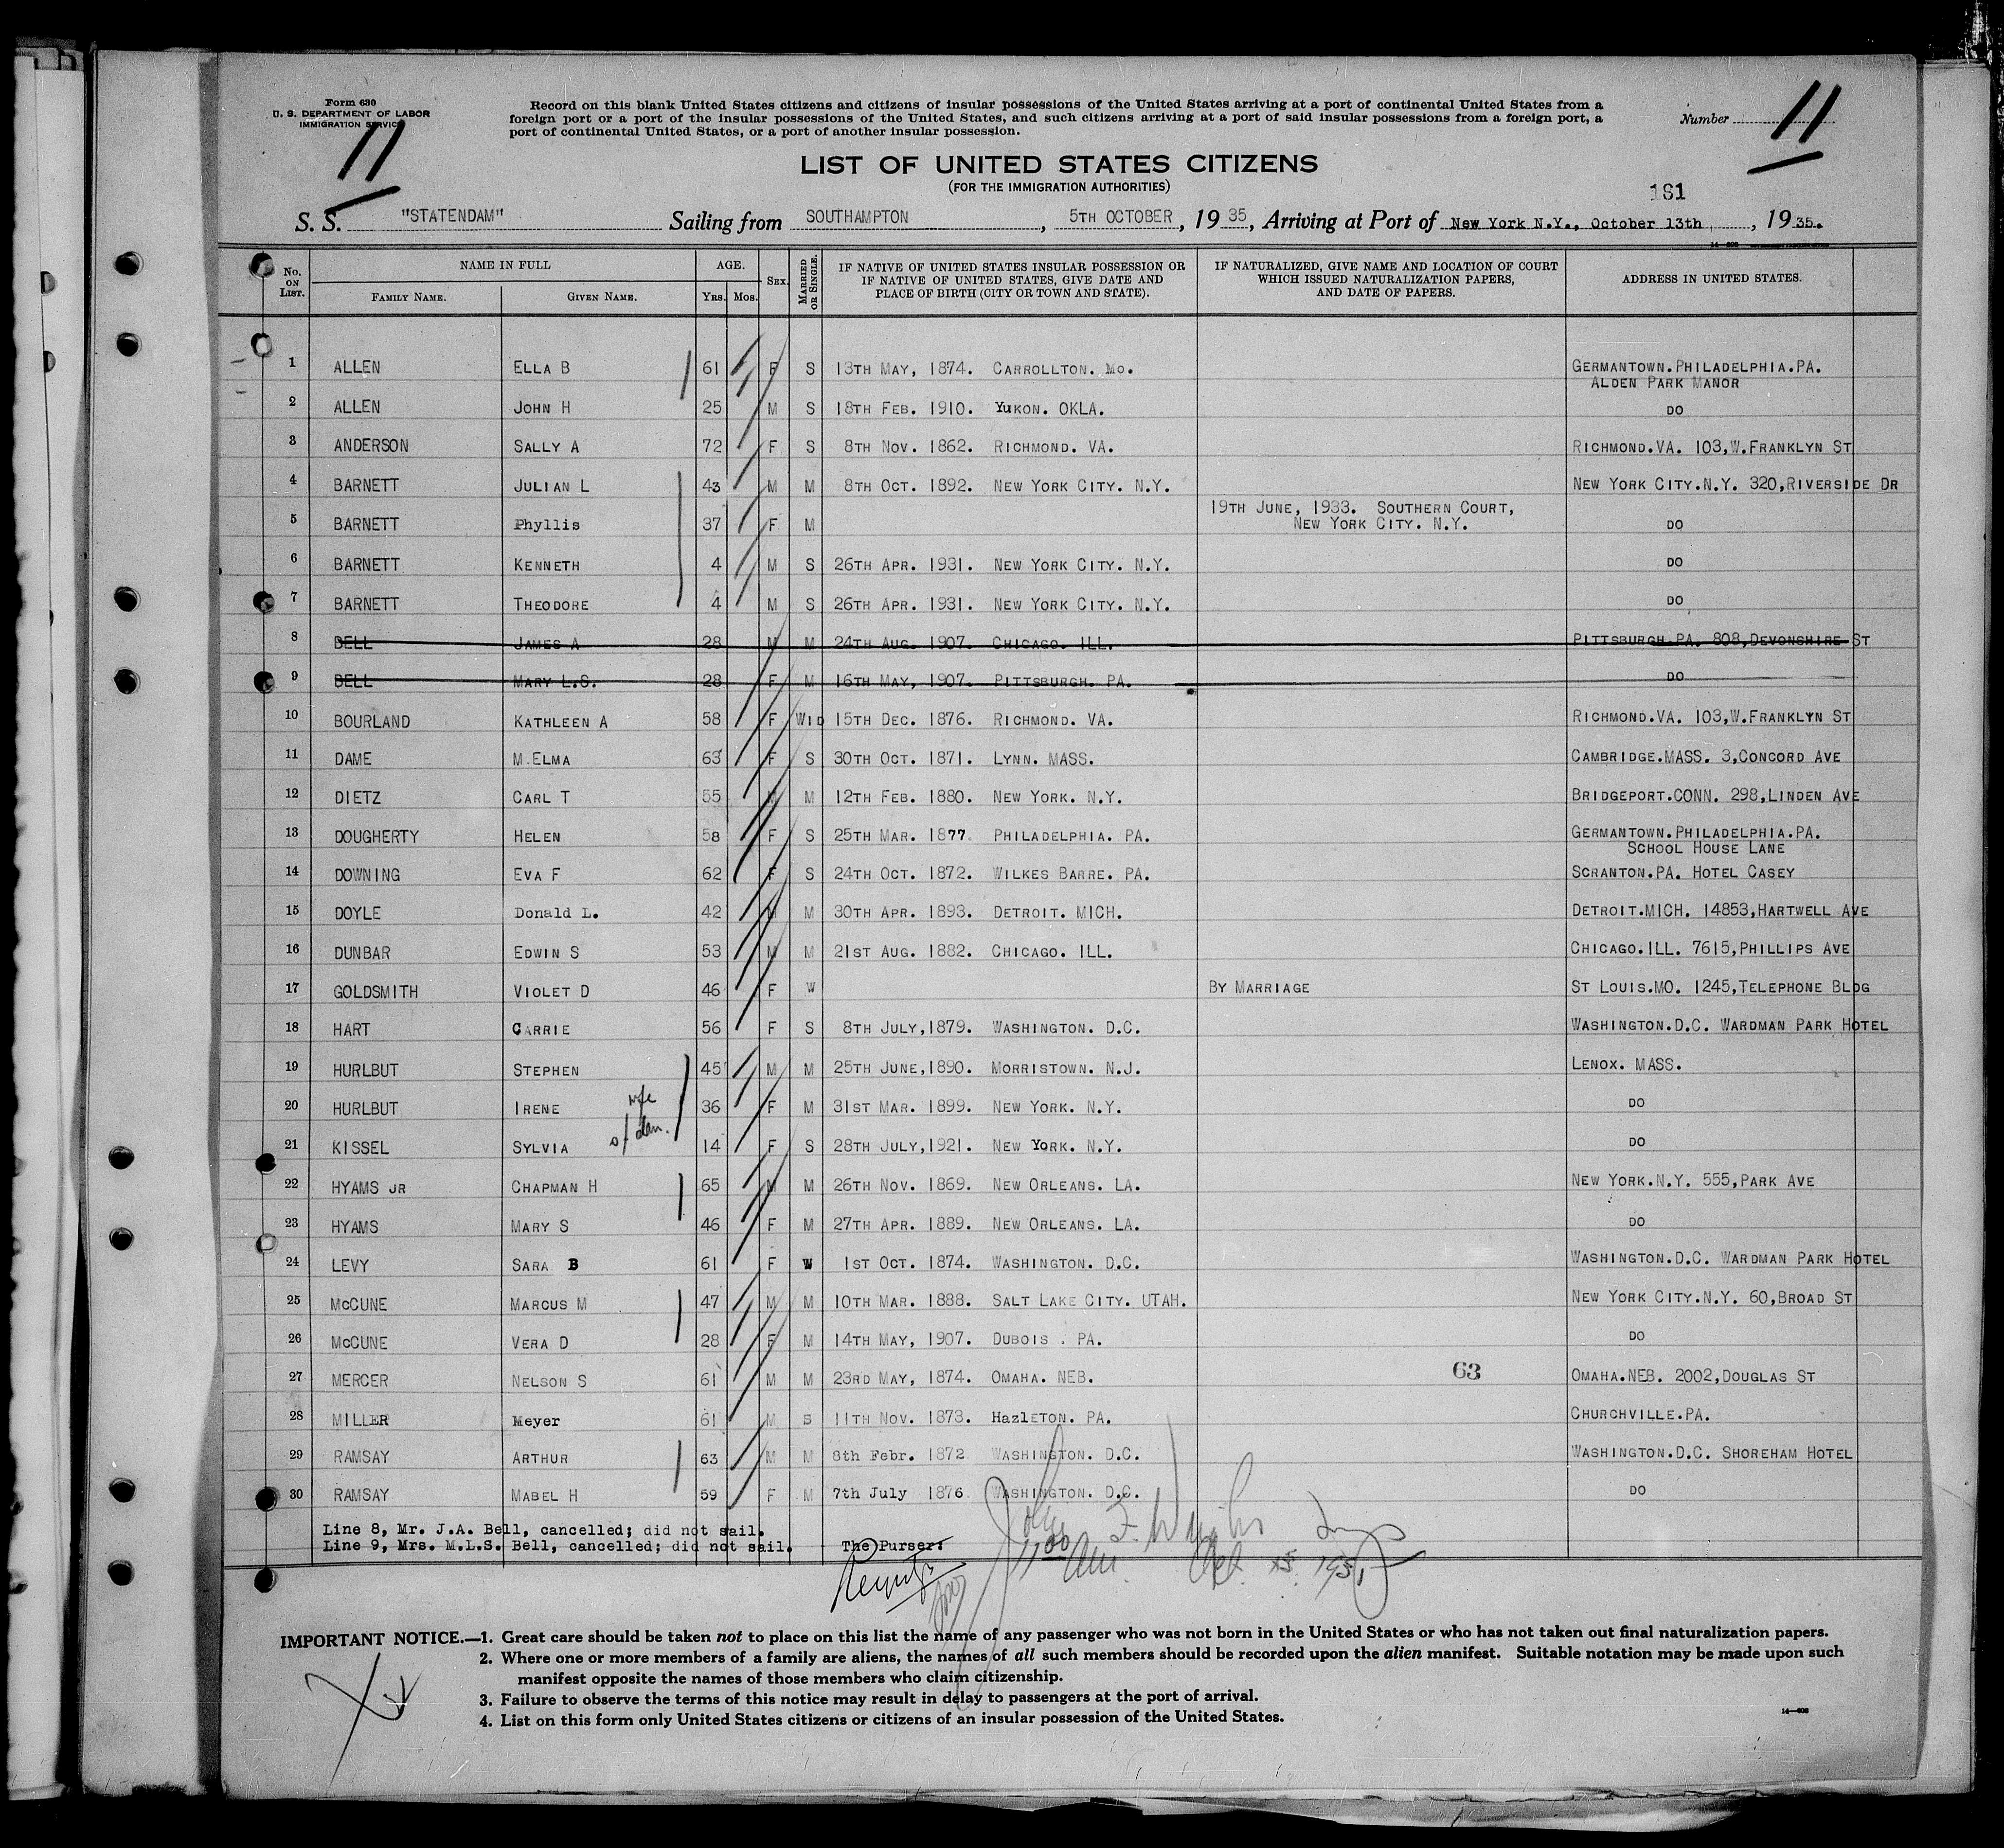 Form 630
U. S. DEPARTMENT OF LABOR
IMMIGRATION SERVICE
11
Record on this blank United States citizens and citizens of insular possessions of the United States arriving at a port of continental United States from a
foreign port or a port of the insular possessions of the United States, and such citizens arriving at a port of said insular possessions from a foreign port, a
port of continental United States, or a port of another insular possession.
Number 11
LIST OF UNITED STATES CITIZENS
(FOR THE IMMIGRATION AUTHORITIES)
181
S. S. "STATENDAM" Sailing from SOUTHAMPTON, 5TH OCTOBER, 1935, Arriving at Port of New York N.Y., October 13th, 1935.
14-808
No. ON LIST. NAME IN FULL AGE. SEX. MARRIED OR SINGLE. IF NATIVE OF UNITED STATES INSULAR POSSESSION OR IF NATIVE OF UNITED STATES, GIVE DATE AND PLACE OF BIRTH (CITY OR TOWN AND STATE). IF NATURALIZED, GIVE NAME AND LOCATION OF COURT WHICH ISSUED NATURALIZATION PAPERS, AND DATE OF PAPERS. ADDRESS IN UNITED STATES.
FAMILY NAME. GIVEN NAME. Yrs. Mos.
1 ALLEN ELLA B 61 F S 13TH MAY, 1874. CARROLLTON. MO. GERMANTOWN.PHILADELPHIA.PA.
ALDEN PARK MANOR
2 ALLEN JOHN H 25 M S 18TH FEB. 1910. YUKON. OKLA. DO
3 ANDERSON SALLY A 72 F S 8TH NOV. 1862. RICHMOND. VA. RICHMOND.VA. 103,W.FRANKLYN ST
4 BARNETT JULIAN L 43 M M 8TH OCT. 1892. NEW YORK CITY. N.Y. NEW YORK CITY.N.Y. 320,RIVERSIDE DR
19TH JUNE, 1933. SOUTHERN COURT,
5 BARNETT Phyllis 37 F M NEW YORK CITY. N.Y. DO
6 BARNETT KENNETH 4 M S 26TH APR. 1931. NEW YORK CITY. N.Y. DO
7 BARNETT THEODORE 4 M S 26TH APR. 1931. NEW YORK CITY. N.Y. DO
8 BELL JAMES A 28 M M 24TH AUG. 1907. CHICAGO. ILL. PITTSBURGH.PA. 808,DEVONSHIRE ST
9 BELL MARY L.S. 28 F M 16TH MAY, 1907. PITTSBURGH. PA. DO
10 BOURLAND KATHLEEN A 58 F WID 15TH DEC. 1876. RICHMOND. VA. RICHMOND.VA. 103,W.FRANKLYN ST
11 DAME M.ELMA 63 F S 30TH OCT. 1871. LYNN. MASS. CAMBRIDGE.MASS. 3,CONCORD AVE
12 DIETZ CARL T 55 M M 12TH FEB. 1880. NEW YORK. N.Y. BRIDGEPORT.CONN. 298,LINDEN AVE
13 DOUGHERTY HELEN 58 F S 25TH MAR. 1877. PHILADELPHIA. PA. GERMANTOWN.PHILADELPHIA.PA.
SCHOOL HOUSE LANE
14 DOWNING EVA F 62 F S 24TH OCT. 1872. WILKES BARRE. PA. SCRANTON.PA. HOTEL CASEY
15 DOYLE Donald L. 42 M M 30TH APR. 1893. DETROIT. MICH. DETROIT.MICH. 14853,HARTWELL AVE
16 DUNBAR EDWIN S 53 M M 21ST AUG. 1882. CHICAGO. ILL. CHICAGO.ILL. 7615,PHILLIPS AVE
17 GOLDSMITH VIOLET D 46 F W BY MARRIAGE ST LOUIS.MO. 1245,TELEPHONE BLDG
18 HART CARRIE 56 F S 8TH JULY,1879. WASHINGTON. D.C. WASHINGTON.D.C. WARDMAN PARK HOTEL
19 HURLBUT STEPHEN 45 M M 25TH JUNE,1890. MORRISTOWN. N.J. LENOX. MASS.
20 HURLBUT IRENE wife 36 F M 31ST MAR. 1899. NEW YORK. N.Y. DO
21 KISSEL SYLVIA s/dau. 14 F S 28TH JULY,1921. NEW YORK. N.Y. DO
22 HYAMS JR CHAPMAN H 65 M M 26TH NOV. 1869. NEW ORLEANS. LA. NEW YORK.N.Y. 555,PARK AVE
23 HYAMS MARY S 46 F M 27TH APR. 1889. NEW ORLEANS. LA. DO
24 LEVY SARA B 61 F W 1ST OCT. 1874. WASHINGTON. D.C. WASHINGTON.D.C. WARDMAN PARK HOTEL
25 McCUNE MARCUS M 47 M M 10TH MAR. 1888. SALT LAKE CITY. UTAH. NEW YORK CITY.N.Y. 60,BROAD ST
26 McCUNE VERA D 28 F M 14TH MAY, 1907. DUBOIS . PA. DO
27 MERCER NELSON S 61 M M 23RD MAY, 1874. OMAHA. NEB. 63 OMAHA.NEB. 2002,DOUGLAS ST
28 MILLER Meyer 61 M S 11TH NOV. 1873. HAZLETON. PA. CHURCHVILLE.PA.
29 RAMSAY ARTHUR 63 M M 8th Febr. 1872 WASHINGTON. D.C. WASHINGTON.D.C. SHOREHAM HOTEL
30 RAMSAY MABEL H 59 F M 7th July 1876 WASHINGTON. D.C. DO
Line 8, Mr. J.A. Bell, cancelled; did not sail.
Line 9, Mrs. M.L.S. Bell, cancelled; did not sail. The Purser:
John F.
11 00 AM Oct. 13. 1935
IMPORTANT NOTICE.—1. Great care should be taken not to place on this list the name of any passenger who was not born in the United States or who has not taken out final naturalization papers.
2. Where one or more members of a family are aliens, the names of all such members should be recorded upon the alien manifest. Suitable notation may be made upon such
manifest opposite the names of those members who claim citizenship.
3. Failure to observe the terms of this notice may result in delay to passengers at the port of arrival.
4. List on this form only United States citizens or citizens of an insular possession of the United States.
14-808